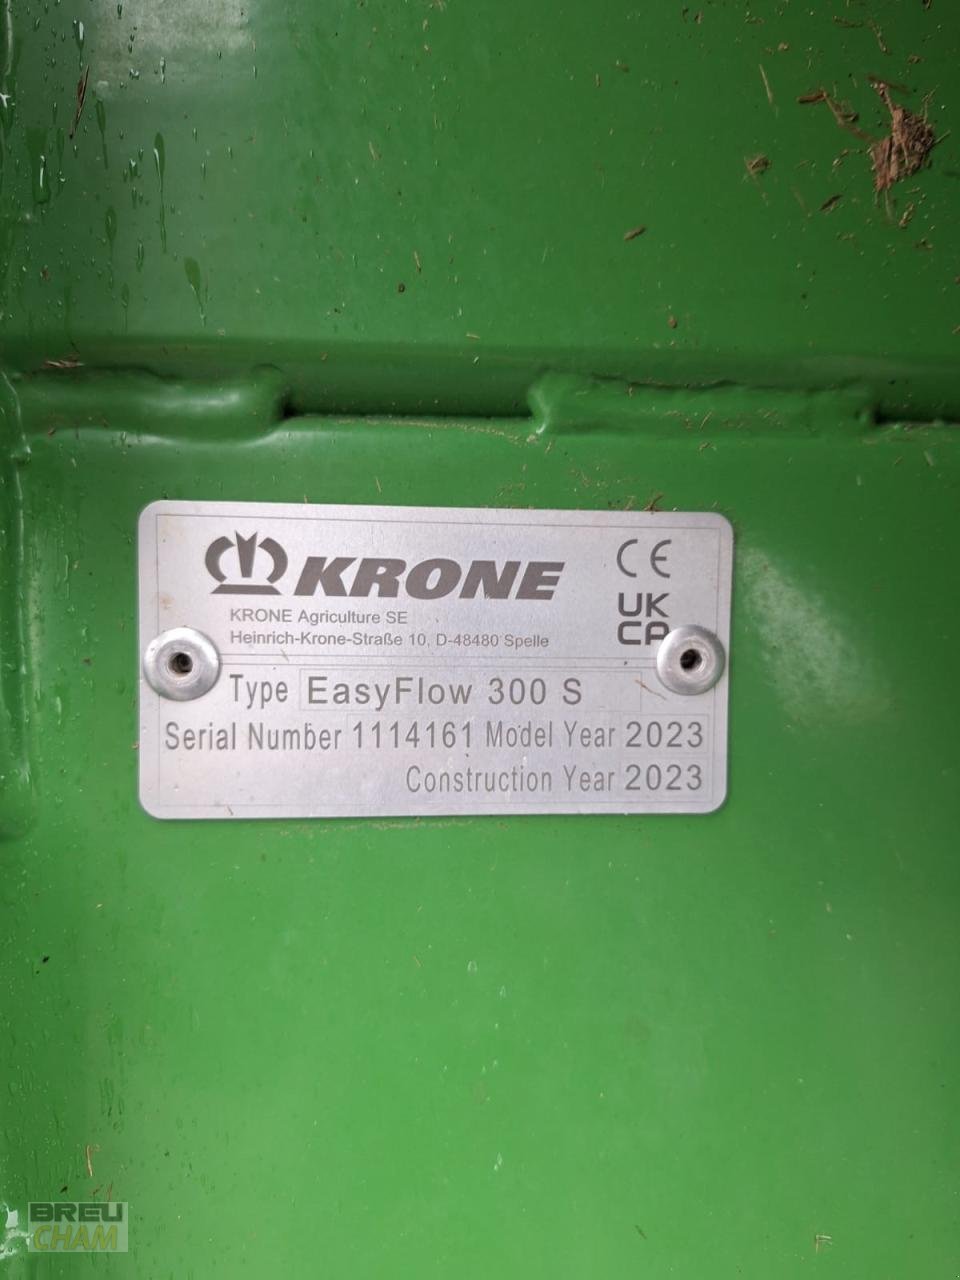 KRONE
CE
KRONE Agriculture SE
Heinrich-Krone-Straße 10, D-48480 Spelle
UK
CA
Type EasyFlow 300 S
Serial Number 1114161 Model Year 2023
Construction Year 2023
BREU
CHAM